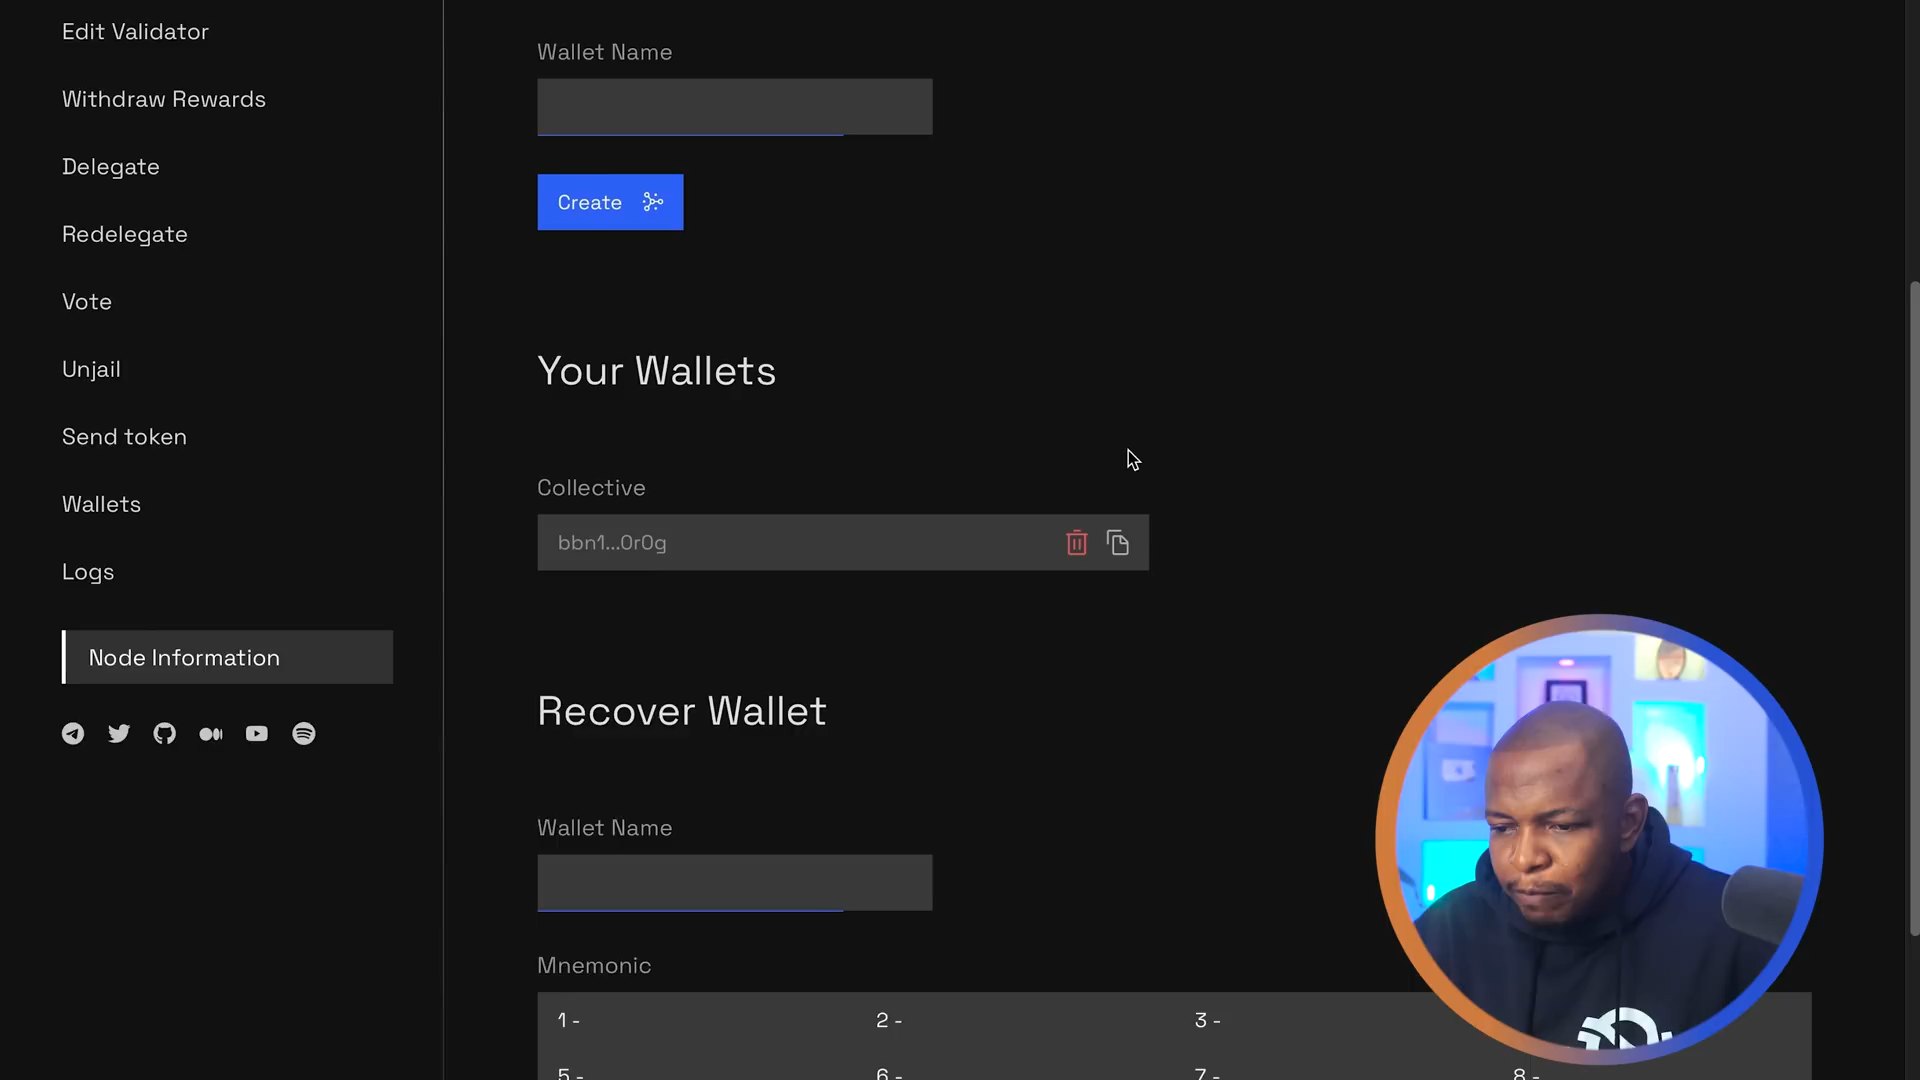 Edit Validator
Withdraw Rewards
Delegate
Redelegate
Vote
Unjail
Send token
Wallets
Logs
Node Information
Wallet Name
Create
Your Wallets
Collective
bbn1...0r0g
Recover Wallet
Wallet Name
Mnemonic
1 -
2 -
3 -
5 -
6 -
7 -
8 -